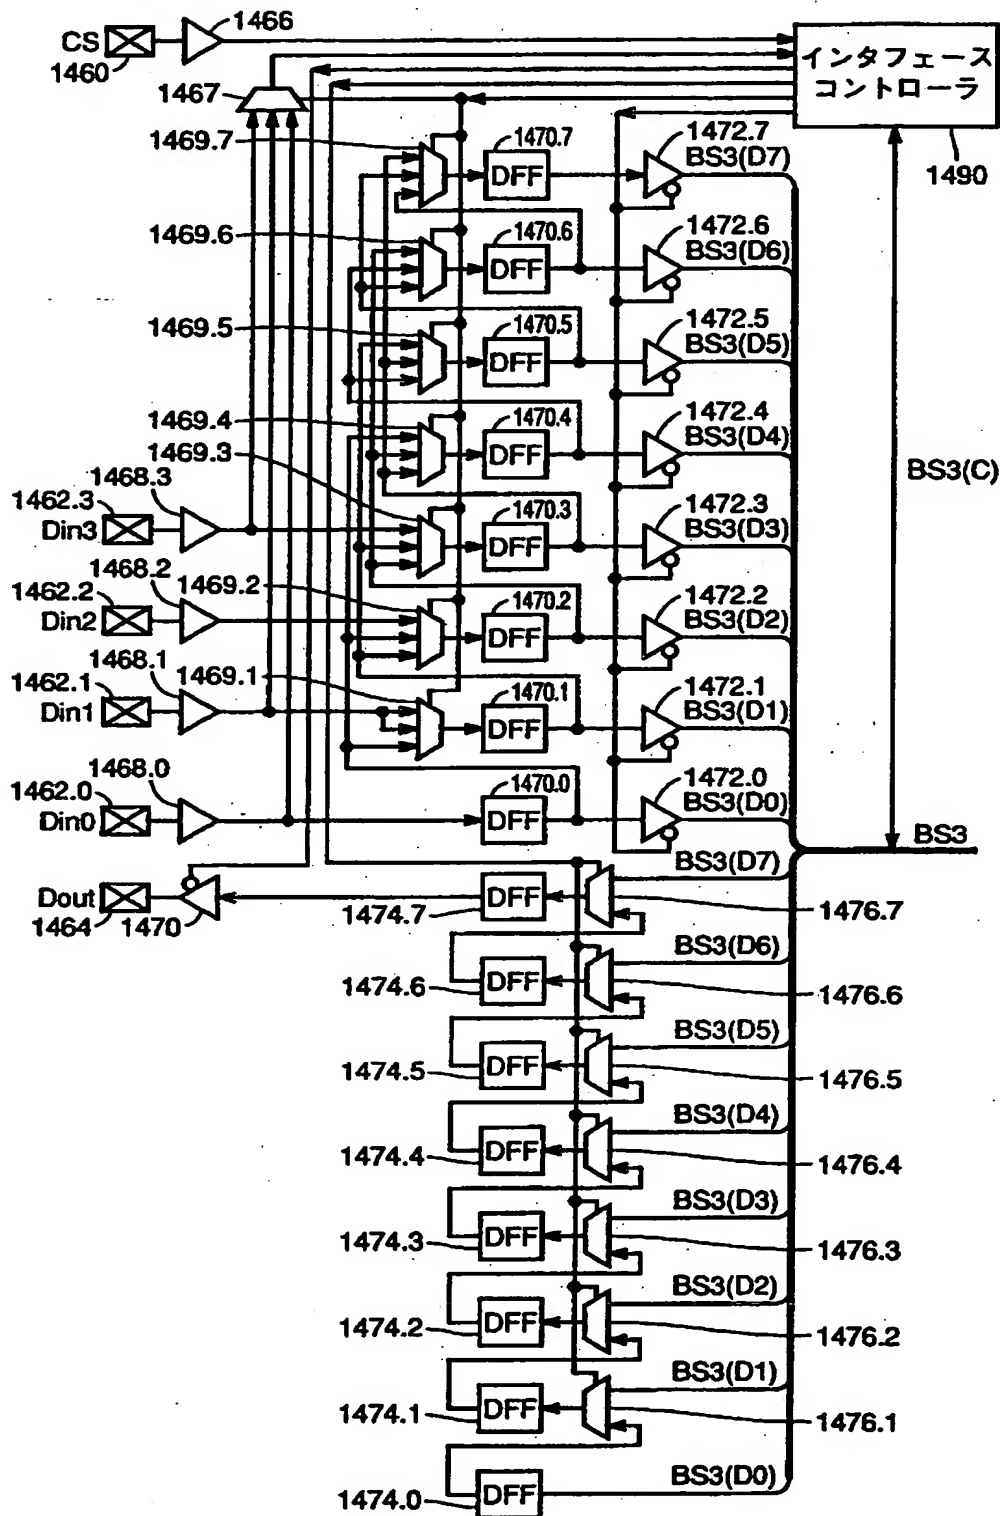 CS
1460
1466
インタフェース
コントローラ
1490
1467
1469.7
1470.7
DFF
1472.7
BS3(D7)
1469.6
1470.6
DFF
1472.6
BS3(D6)
1469.5
1470.5
DFF
1472.5
BS3(D5)
1469.4
1470.4
DFF
1472.4
BS3(D4)
BS3(C)
1469.3
1468.3
1462.3
Din3
1470.3
DFF
1472.3
BS3(D3)
1468.2
1469.2
1462.2
Din2
1470.2
DFF
1472.2
BS3(D2)
1468.1
1469.1
1462.1
Din1
1470.1
DFF
1472.1
BS3(D1)
1468.0
1462.0
Din0
1470.0
DFF
1472.0
BS3(D0)
BS3
Dout
1464
1470
1474.7
DFF
BS3(D7)
1476.7
1474.6
DFF
BS3(D6)
1476.6
1474.5
DFF
BS3(D5)
1476.5
1474.4
DFF
BS3(D4)
1476.4
1474.3
DFF
BS3(D3)
1476.3
1474.2
DFF
BS3(D2)
1476.2
1474.1
DFF
BS3(D1)
1476.1
1474.0
DFF
BS3(D0)